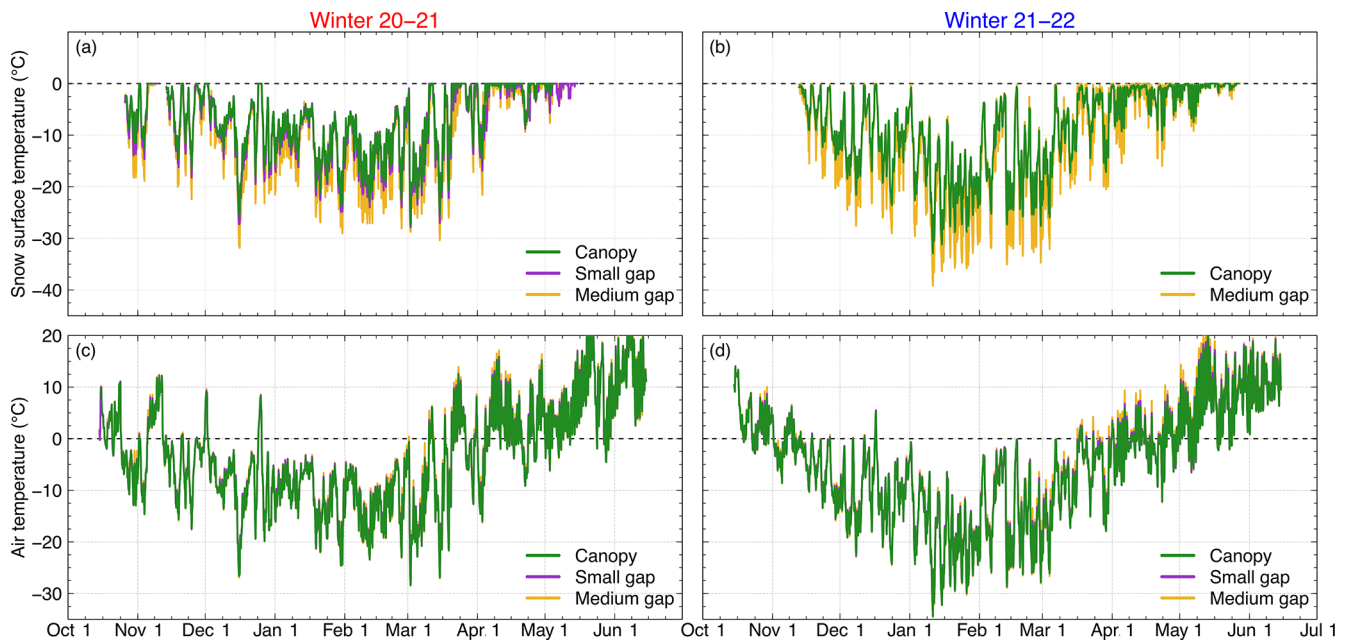 Winter 20−21
Winter 21−22
(a)
(b)
Snow surface temperature (°C)
0
−10
−20
−30
−40
Canopy
Small gap
Medium gap
Canopy
Medium gap
(c)
(d)
Air temperature (°C)
20
10
0
−10
−20
−30
Canopy
Small gap
Medium gap
Canopy
Small gap
Medium gap
Oct 1 Nov 1 Dec 1 Jan 1 Feb 1 Mar 1 Apr 1 May 1 Jun 1 Oct 1 Nov 1 Dec 1 Jan 1 Feb 1 Mar 1 Apr 1 May 1 Jun 1 Jul 1